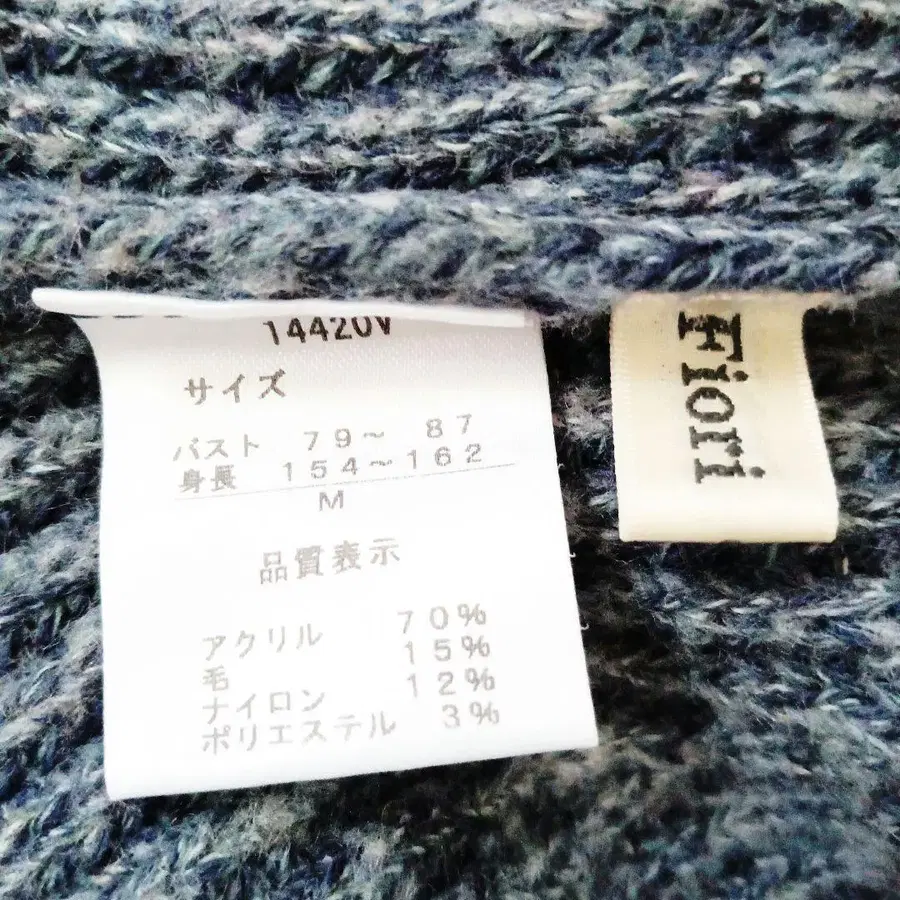 14420V
サイズ
バスト 79～ 87
身長 154～162
M
品質表示
アクリル 70%
毛 15%
ナイロン 12%
ポリエステル 3%
Fiori